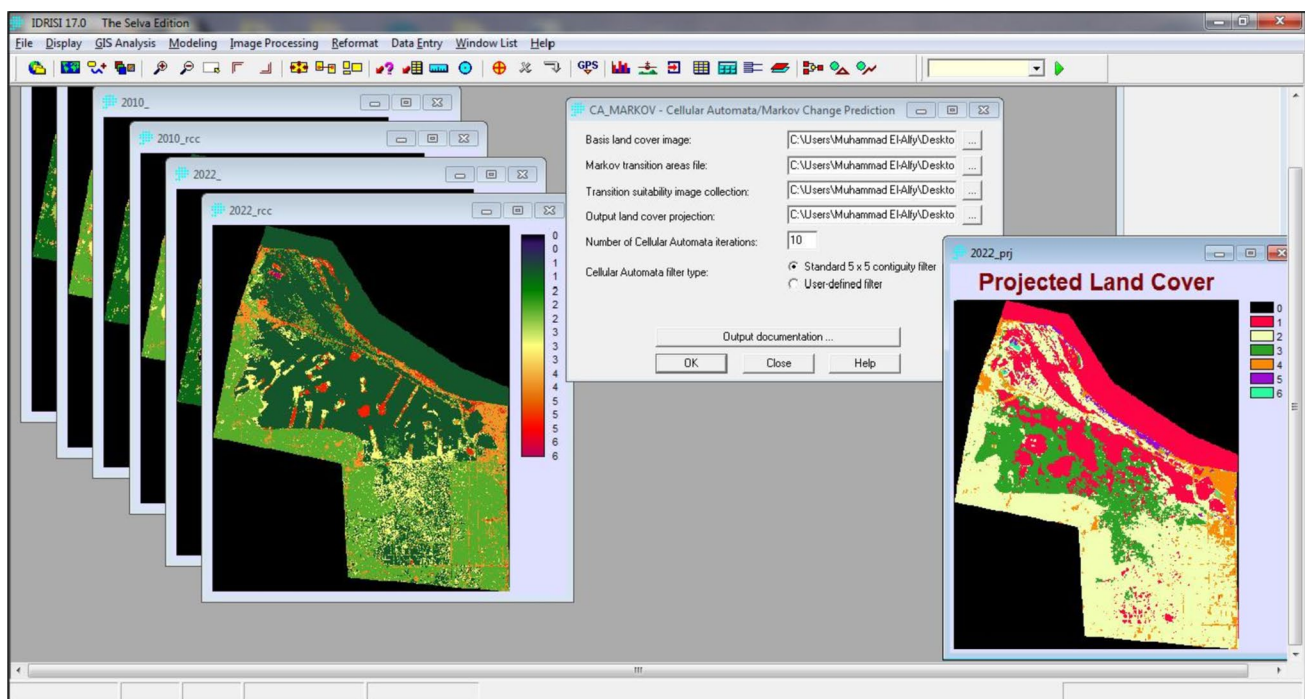 IDRISI 17.0 The Selva Edition
File Display GIS Analysis Modeling Image Processing Reformat Data Entry Window List Help
GPS
2010_
2010_rcc
2022_
2022_rcc
0
0
1
1
2
2
3
3
4
4
5
5
5
6
6
CA_MARKOV - Cellular Automata/Markov Change Prediction
Basis land cover image: C:\Users\Muhammad El-Alfy\Deskto ...
Markov transition areas file: C:\Users\Muhammad El-Alfy\Deskto ...
Transition suitability image collection: C:\Users\Muhammad El-Alfy\Deskto ...
Output land cover projection: C:\Users\Muhammad El-Alfy\Deskto ...
Number of Cellular Automata iterations: 10
Cellular Automata filter type: Standard 5 x 5 contiguity filter
User-defined filter
Output documentation ...
OK Close Help
2022_prj
Projected Land Cover
0
1
2
3
4
5
6